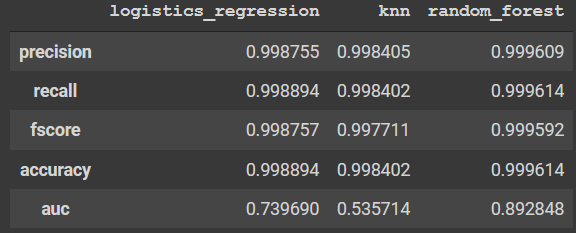 logistics_regression knn random_forest
precision 0.998755 0.998405 0.999609
recall 0.998894 0.998402 0.999614
fscore 0.998757 0.997711 0.999592
accuracy 0.998894 0.998402 0.999614
auc 0.739690 0.535714 0.892848